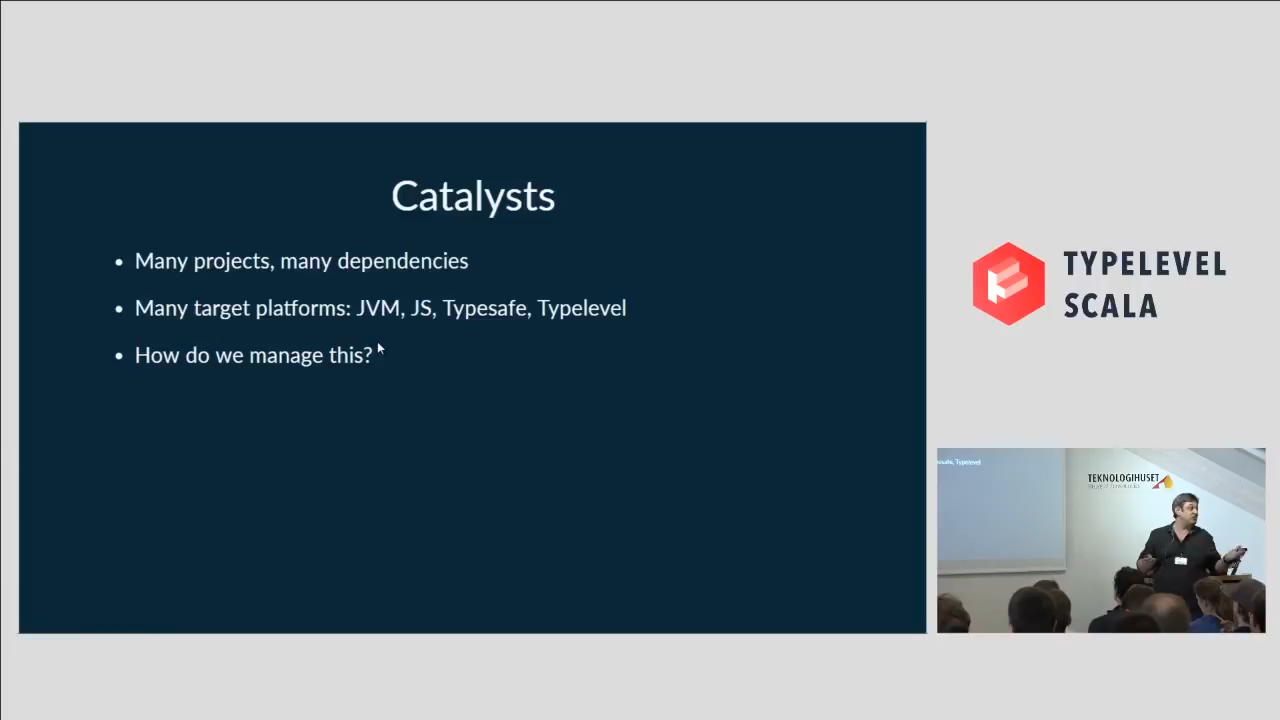 Catalysts
• Many projects, many dependencies
• Many target platforms: JVM, JS, Typesafe, Typelevel
• How do we manage this?
TYPELEVEL
SCALA
TEKNOLOGIHUSET